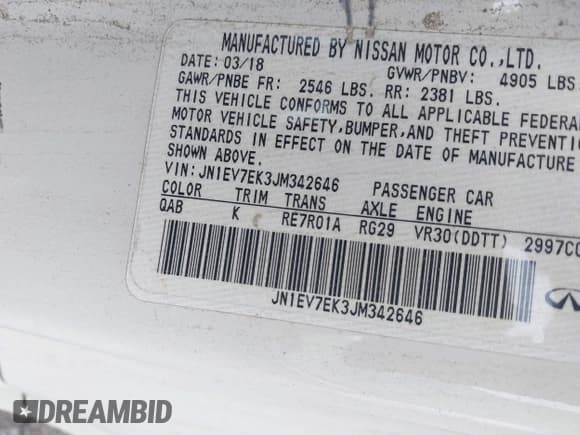 MANUFACTURED BY NISSAN MOTOR CO.,LTD.
DATE: 03/18 GVWR/PNBV: 4905 LBS.
GAWR/PNBE FR: 2546 LBS. RR: 2381 LBS.
THIS VEHICLE CONFORMS TO ALL APPLICABLE FEDERA
MOTOR VEHICLE SAFETY,BUMPER,AND THEFT PREVENTI
STANDARDS IN EFFECT ON THE DATE OF MANUFACTURE
SHOWN ABOVE.
VIN:JN1EV7EK3JM342646 PASSENGER CAR
COLOR TRIM TRANS AXLE ENGINE
QAB K RE7R01A RG29 VR30(DDTT) 2997CC
JN1EV7EK3JM342646
DREAMBID